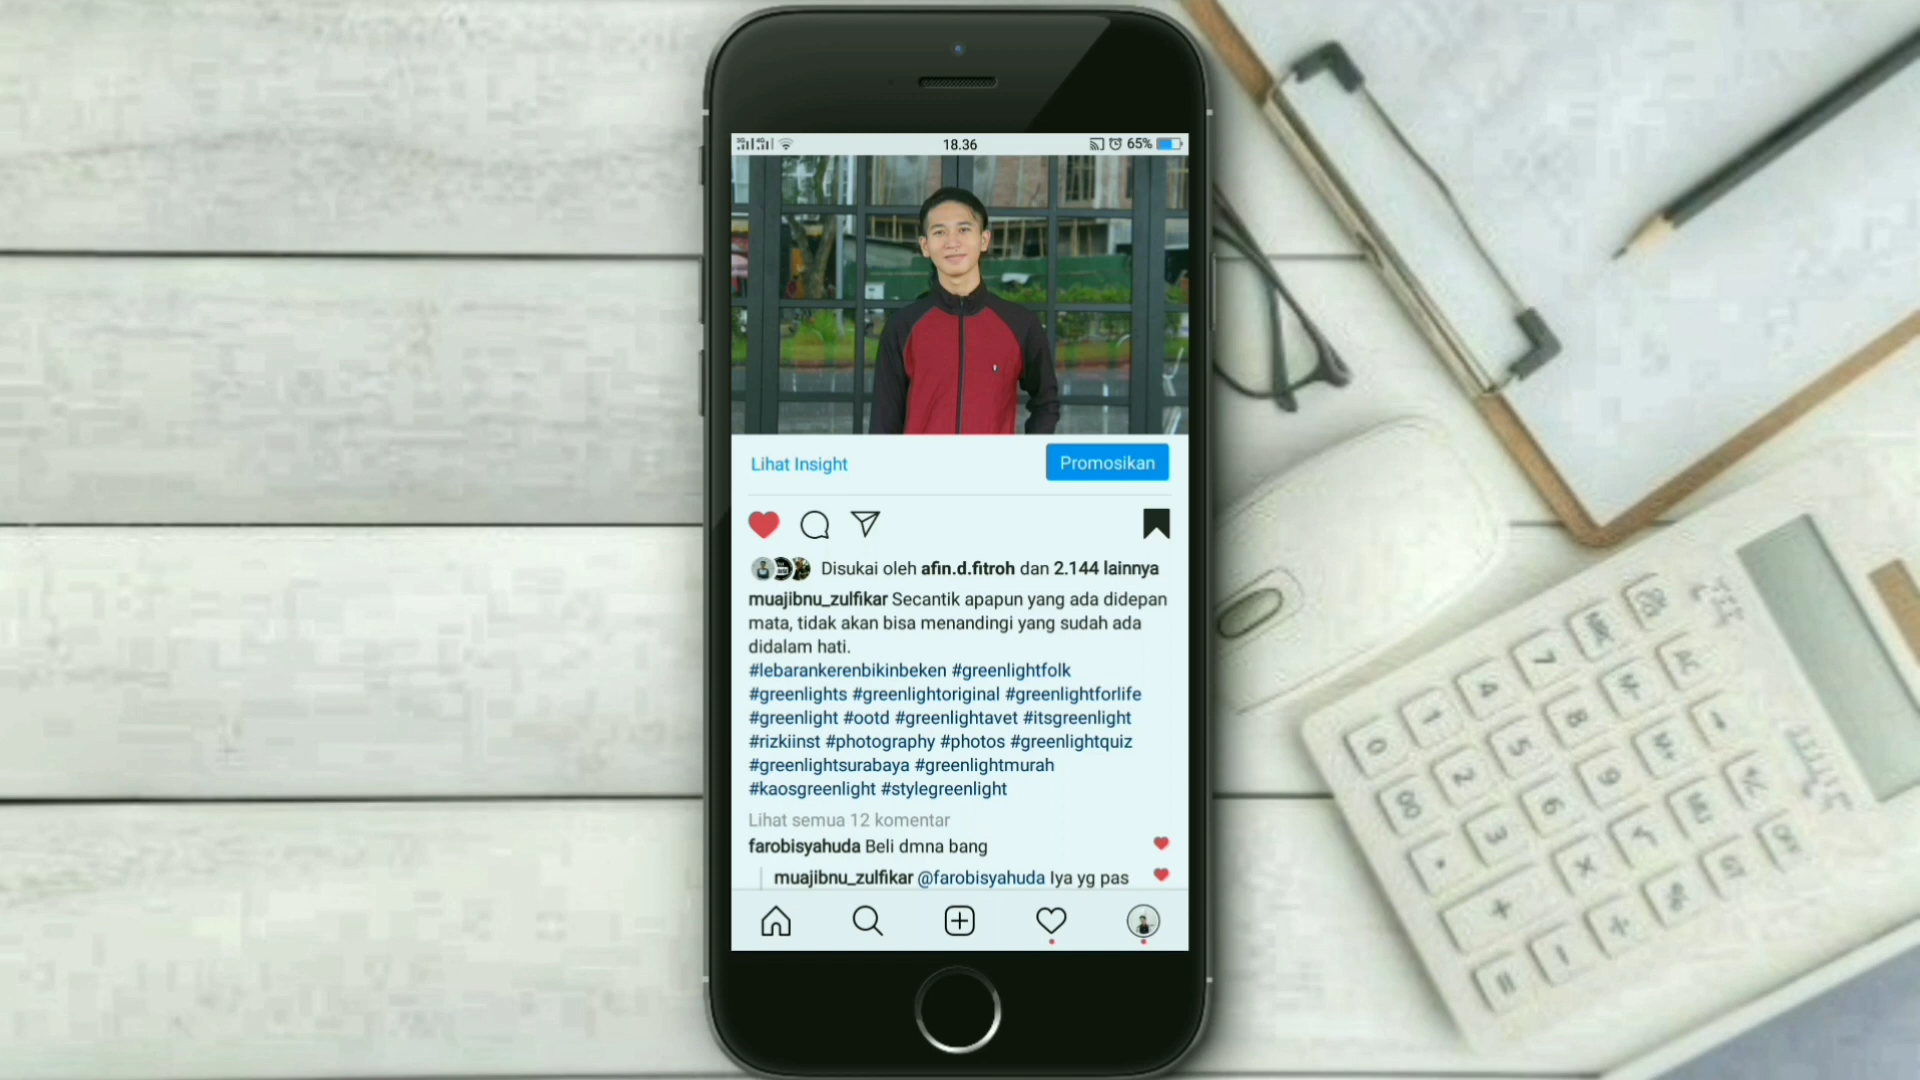 18.36
65%
Lihat Insight
Promosikan
Disukai oleh afin.d.fitroh dan 2.144 lainnya
muajibnu_zulfikar Secantik apapun yang ada didepan
mata, tidak akan bisa menandingi yang sudah ada
didalam hati.
#lebarankerenbikinbeken #greenlightfolk
#greenlights #greenlightoriginal #greenlightforlife
#greenlight #ootd #greenlightavet #itsgreenlight
#rizkiinst #photography #photos #greenlightquiz
#greenlightsurabaya #greenlightmurah
#kaosgreenlight #stylegreenlight
Lihat semua 12 komentar
farobisyahuda Beli dmna bang
muajibnu_zulfikar @farobisyahuda Iya yg pas